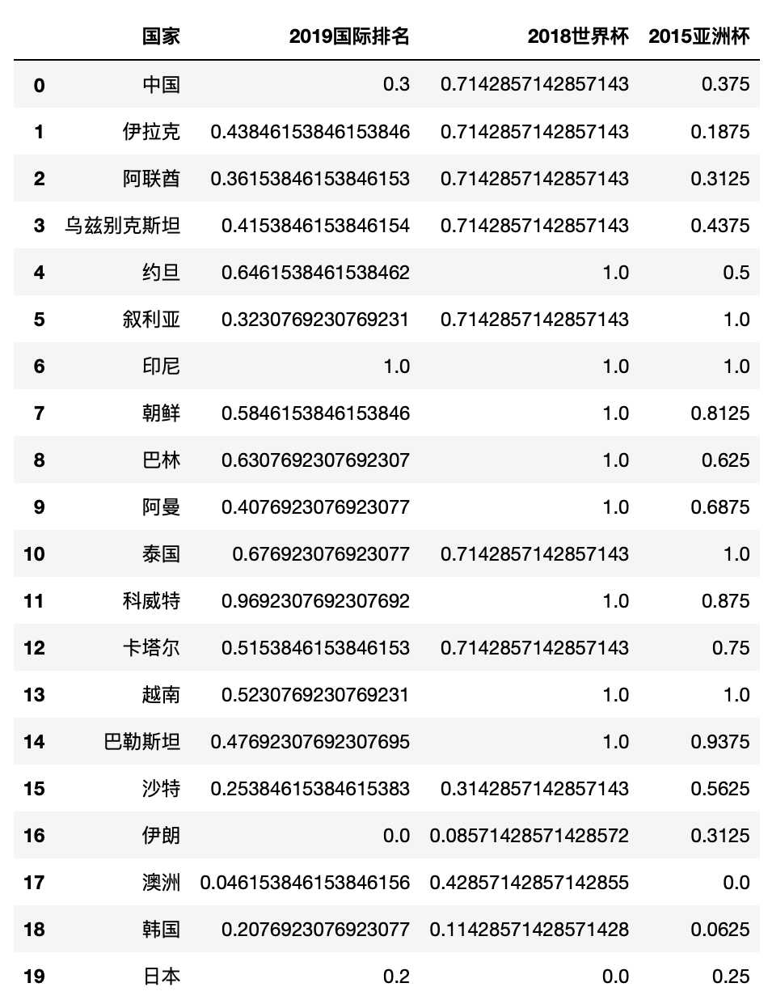 国家 2019国际排名 2018世界杯 2015亚洲杯
0 中国 0.3 0.7142857142857143 0.375
1 伊拉克 0.43846153846153846 0.7142857142857143 0.1875
2 阿联酋 0.36153846153846153 0.7142857142857143 0.3125
3 乌兹别克斯坦 0.4153846153846154 0.7142857142857143 0.4375
4 约旦 0.6461538461538462 1.0 0.5
5 叙利亚 0.3230769230769231 0.7142857142857143 1.0
6 印尼 1.0 1.0 1.0
7 朝鲜 0.5846153846153846 1.0 0.8125
8 巴林 0.6307692307692307 1.0 0.625
9 阿曼 0.4076923076923077 1.0 0.6875
10 泰国 0.676923076923077 0.7142857142857143 1.0
11 科威特 0.9692307692307692 1.0 0.875
12 卡塔尔 0.5153846153846153 0.7142857142857143 0.75
13 越南 0.5230769230769231 1.0 1.0
14 巴勒斯坦 0.47692307692307695 1.0 0.9375
15 沙特 0.25384615384615383 0.3142857142857143 0.5625
16 伊朗 0.0 0.08571428571428572 0.3125
17 澳洲 0.046153846153846156 0.42857142857142855 0.0
18 韩国 0.2076923076923077 0.11428571428571428 0.0625
19 日本 0.2 0.0 0.25